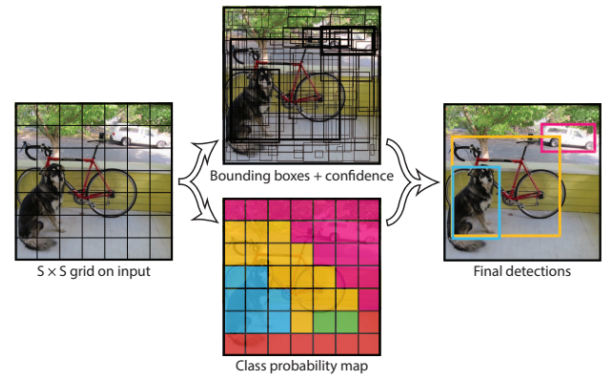 Bounding boxes + confidence
S × S grid on input
Final detections
Class probability map